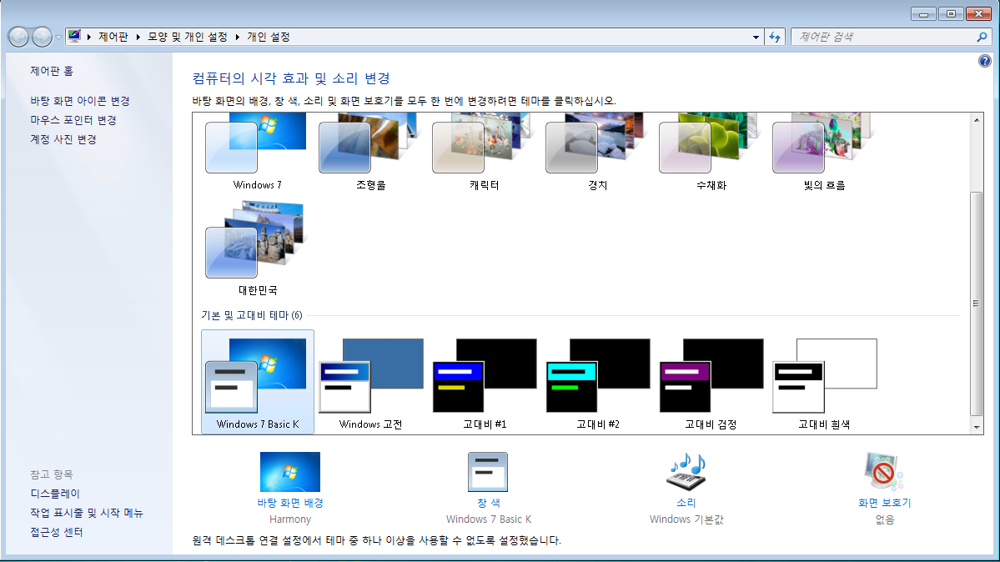 제어판 ▸ 모양 및 개인 설정 ▸ 개인 설정
제어판 검색
제어판 홈
바탕 화면 아이콘 변경
마우스 포인터 변경
계정 사진 변경
컴퓨터의 시각 효과 및 소리 변경
바탕 화면의 배경, 창 색, 소리 및 화면 보호기를 모두 한 번에 변경하려면 테마를 클릭하십시오.
Windows 7 조형물 캐릭터 경치 수채화 빛의 흐름
대한민국
기본 및 고대비 테마 (6)
Windows 7 Basic K Windows 고전 고대비 #1 고대비 #2 고대비 검정 고대비 흰색
바탕 화면 배경 창 색 소리 화면 보호기
Harmony Windows 7 Basic K Windows 기본값 없음
원격 데스크톱 연결 설정에서 테마 중 하나 이상을 사용할 수 없도록 설정했습니다.
참고 항목
디스플레이
작업 표시줄 및 시작 메뉴
접근성 센터